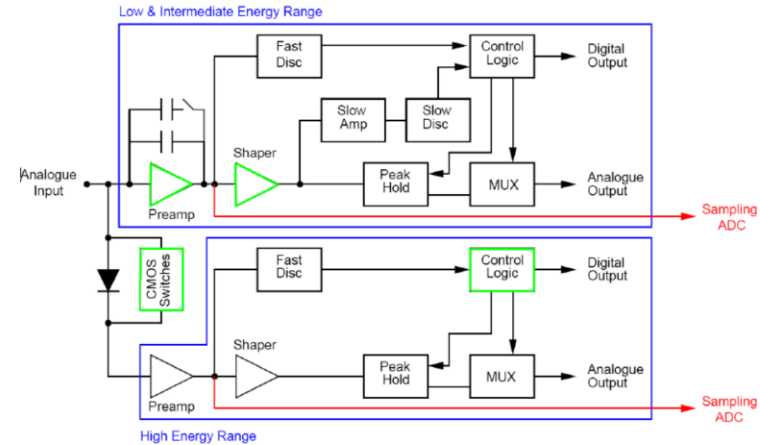 Low & Intermediate Energy Range
Fast
Disc
Control
Logic
Digital
Output
Slow
Amp
Slow
Disc
Shaper
Analogue
Input
Preamp
Peak
Hold
MUX
Analogue
Output
Sampling
ADC
CMOS
Switches
Fast
Disc
Control
Logic
Digital
Output
Shaper
Preamp
Peak
Hold
MUX
Analogue
Output
Sampling
ADC
High Energy Range